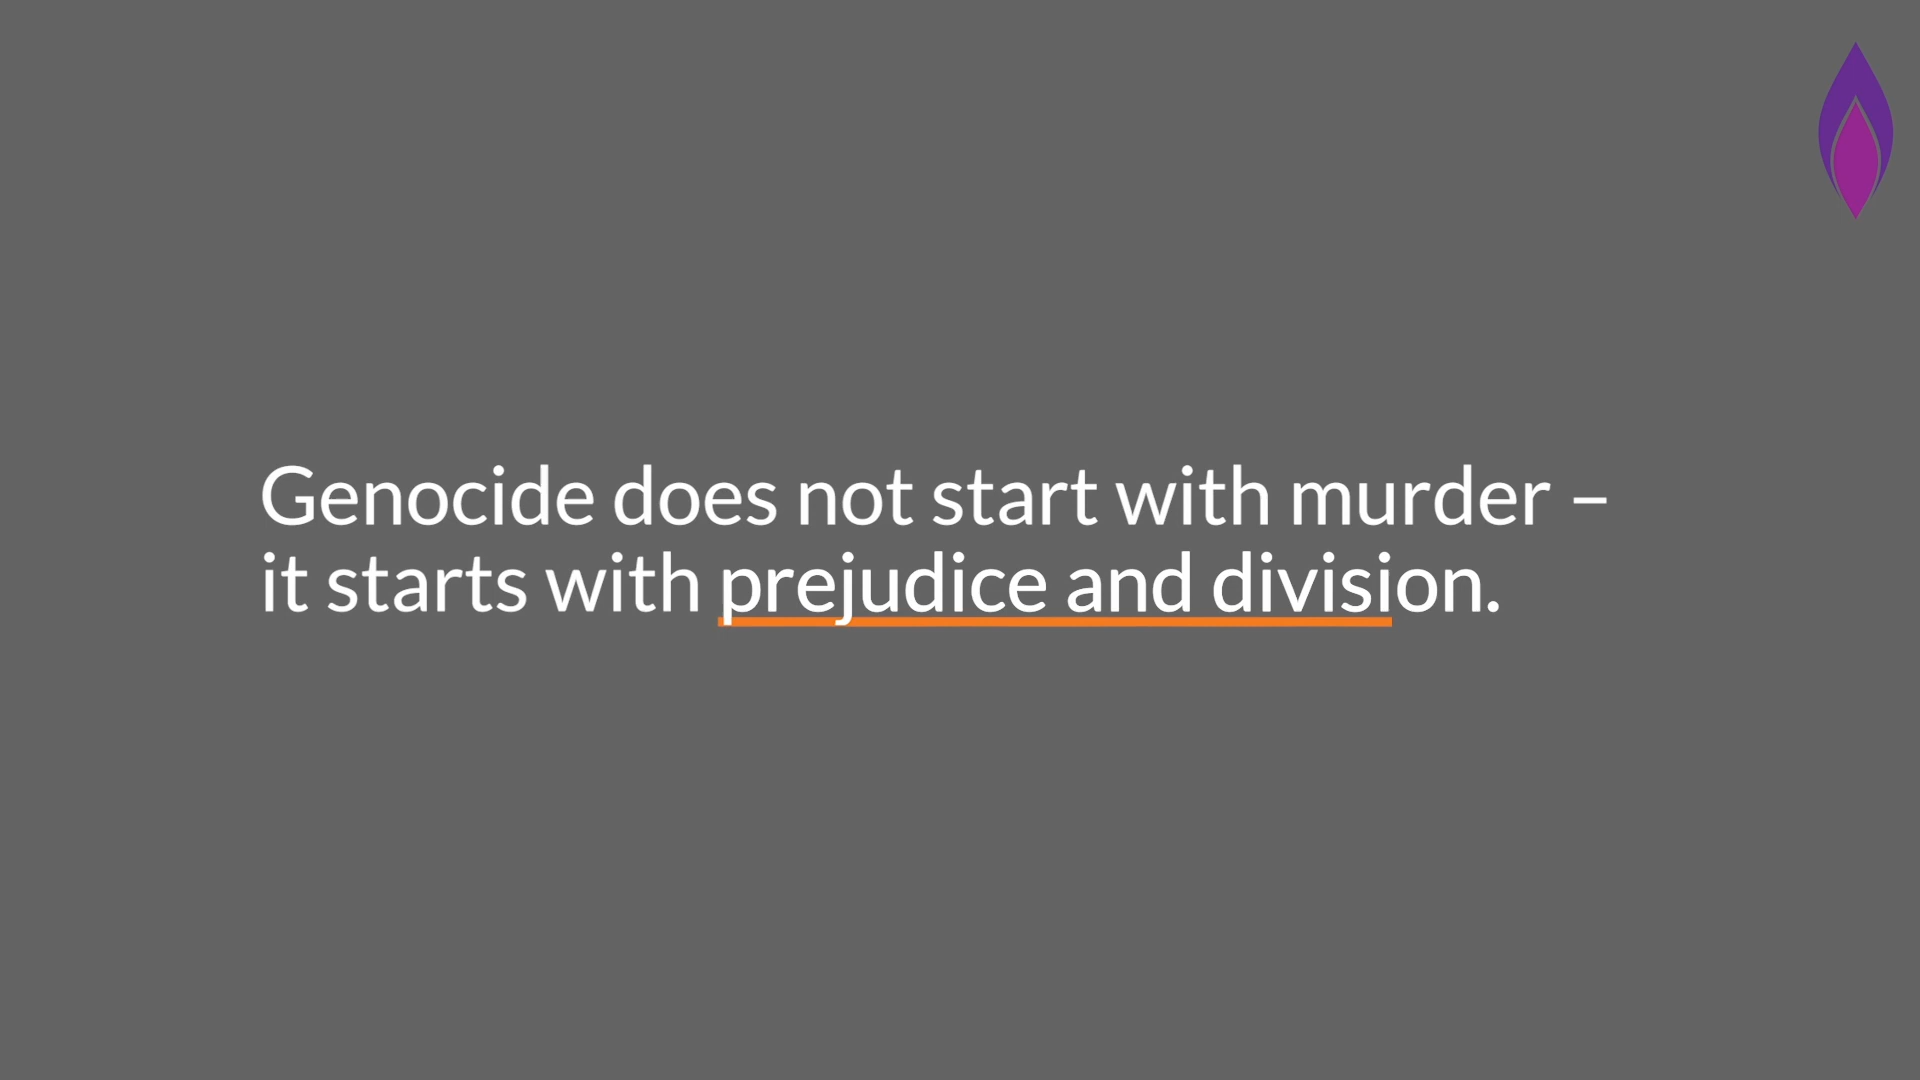 Genocide does not start with murder –
it starts with prejudice and division.